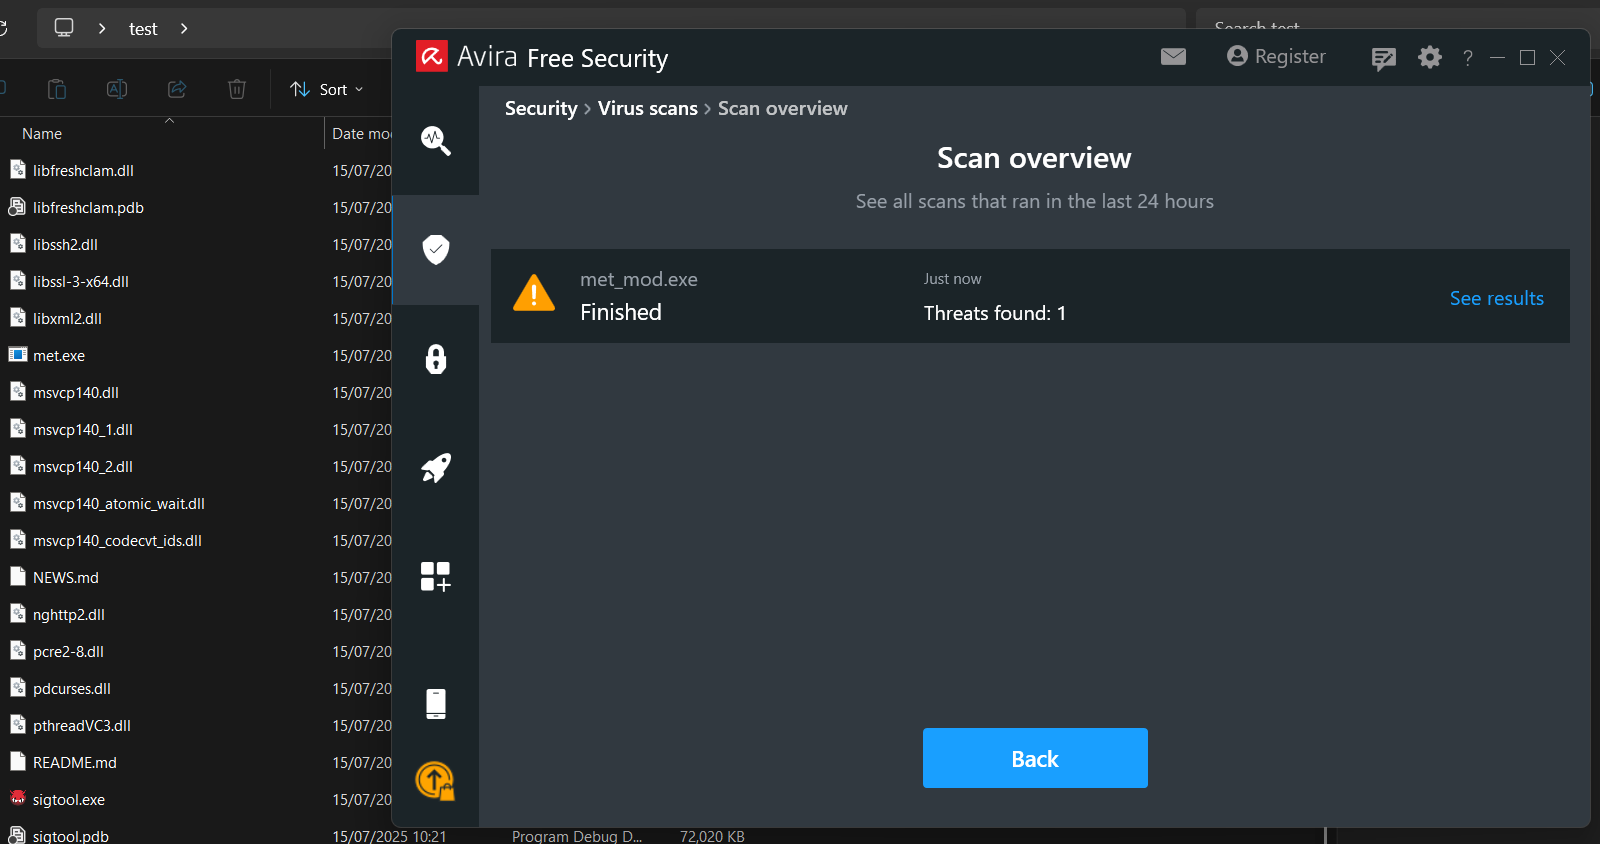 test
Search test
Sort
Name
Date mo
libfreshclam.dll
15/07/20
libfreshclam.pdb
15/07/20
libssh2.dll
15/07/20
libssl-3-x64.dll
15/07/20
libxml2.dll
15/07/20
met.exe
15/07/20
msvcp140.dll
15/07/20
msvcp140_1.dll
15/07/20
msvcp140_2.dll
15/07/20
msvcp140_atomic_wait.dll
15/07/20
msvcp140_codecvt_ids.dll
15/07/20
NEWS.md
15/07/20
nghttp2.dll
15/07/20
pcre2-8.dll
15/07/20
pdcurses.dll
15/07/20
pthreadVC3.dll
15/07/20
README.md
15/07/20
sigtool.exe
15/07/20
sigtool.pdb
15/07/2025 10:21
Program Debug D...
72,020 KB
Avira Free Security
Register
?
Security > Virus scans > Scan overview
Scan overview
See all scans that ran in the last 24 hours
met_mod.exe
Just now
Finished
Threats found: 1
See results
Back